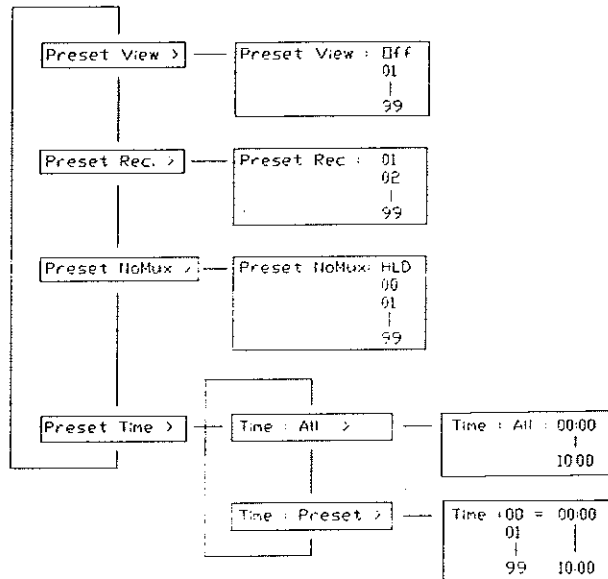 Preset View >
Preset View : Off
01
99
Preset Rec. >
Preset Rec : 01
02
99
Preset NoMux >
Preset NoMux: HLD
00
01
99
Preset Time >
Time : All >
Time : All : 00:00
10:00
Time : Preset >
Time :00 = 00:00
01
99 10:00